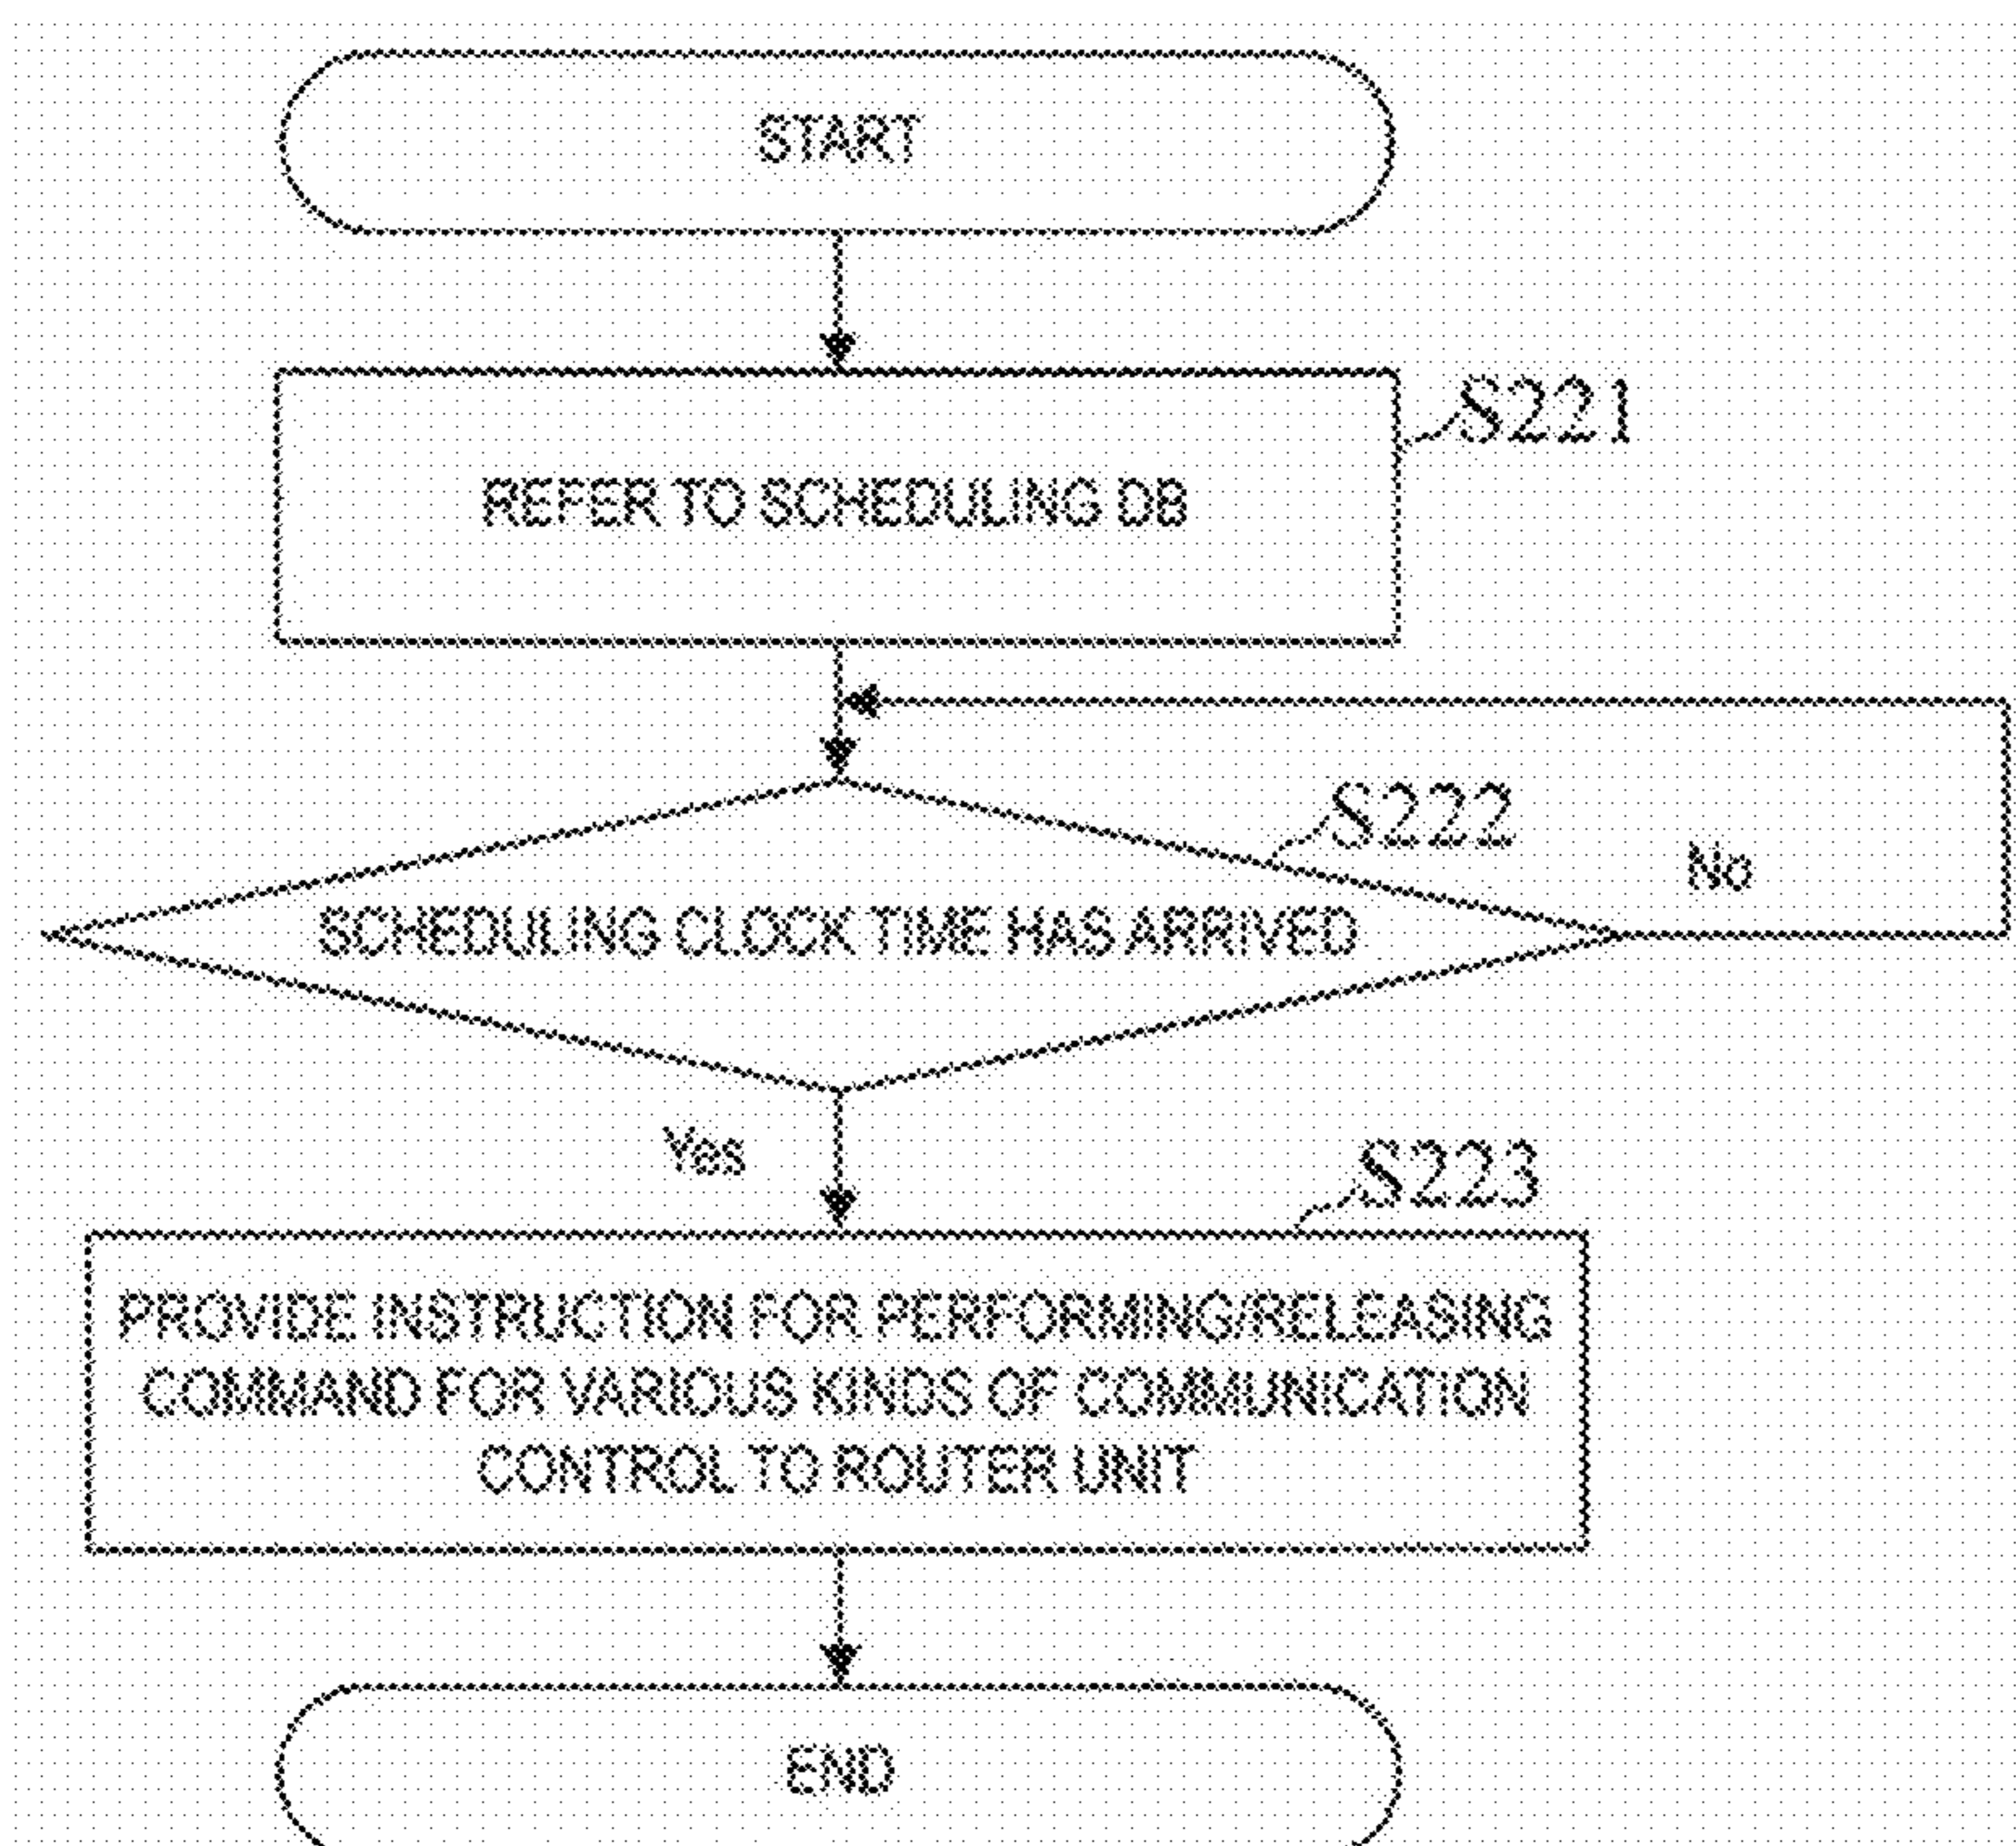 START
S221
REFER TO SCHEDULING DB
S222
No
SCHEDULING CLOCK TIME HAS ARRIVED
Yes
S223
PROVIDE INSTRUCTION FOR PERFORMING/RELEASING
COMMAND FOR VARIOUS KINDS OF COMMUNICATION
CONTROL TO ROUTER UNIT
END